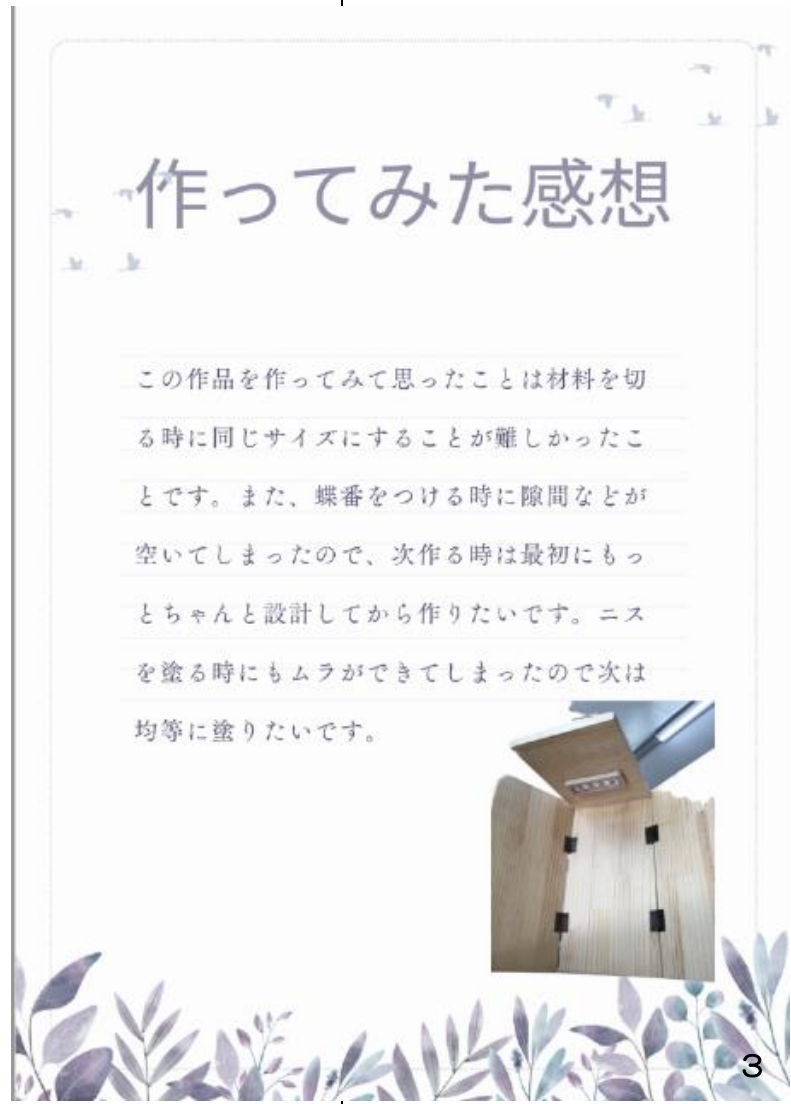 作ってみた感想
この作品を作ってみて思ったことは材料を切
る時に同じサイズにすることが難しかったこ
とです。また、蝶番をつける時に隙間などが
空いてしまったので、次作る時は最初にもっ
とちゃんと設計してから作りたいです。ニス
を塗る時にもムラができてしまったので次は
均等に塗りたいです。
3